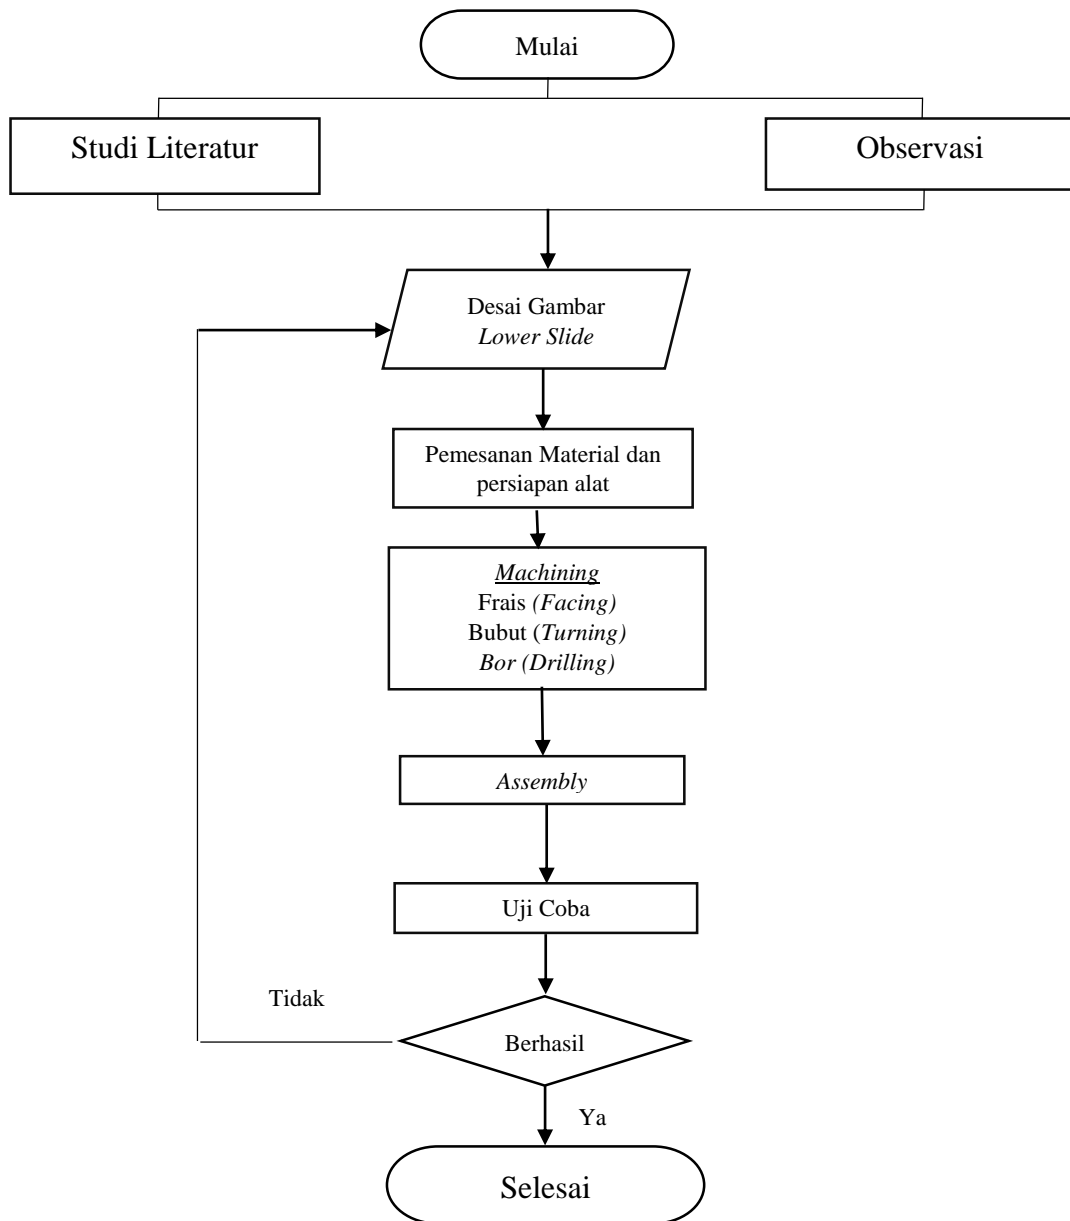 Mulai
Studi Literatur
Observasi
Desai Gambar
Lower Slide
Pemesanan Material dan
persiapan alat
Machining
Frais (Facing)
Bubut (Turning)
Bor (Drilling)
Assembly
Uji Coba
Tidak
Berhasil
Ya
Selesai